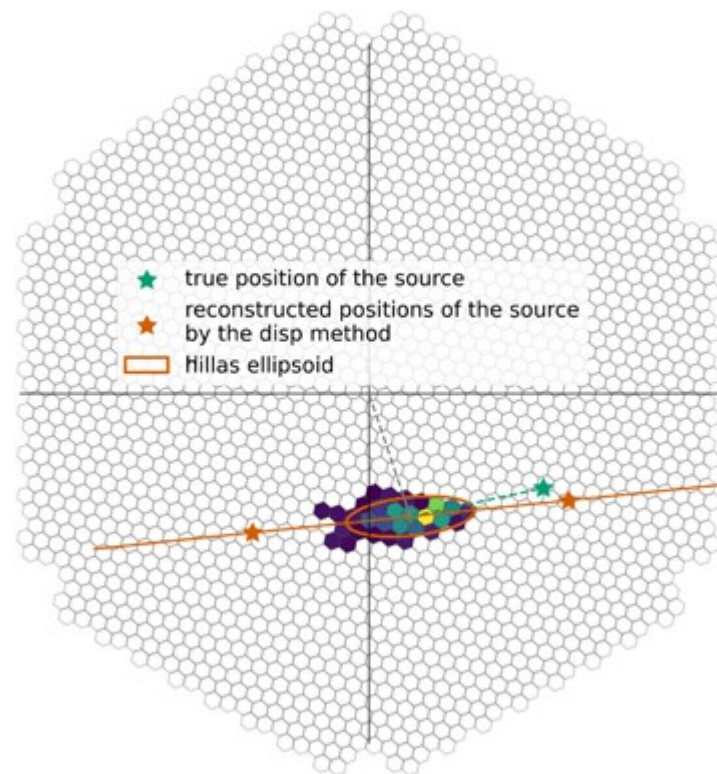 true position of the source
reconstructed positions of the source
by the disp method
Hillas ellipsoid